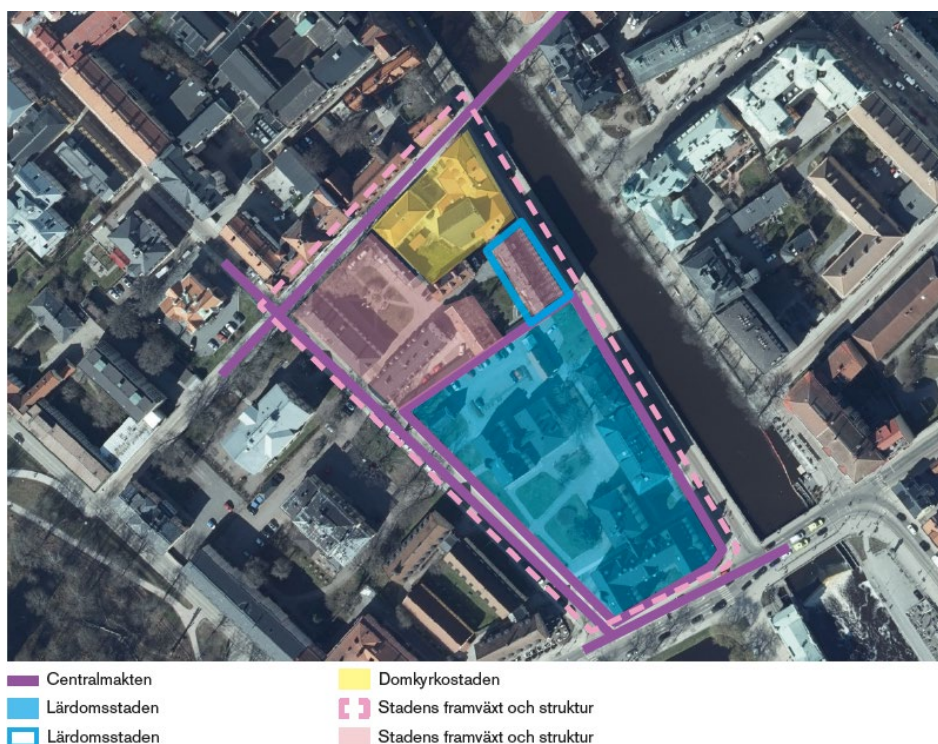 Centralmakten
Lärdomsstaden
Lärdomsstaden
Domkyrkostaden
Stadens framväxt och struktur
Stadens framväxt och struktur